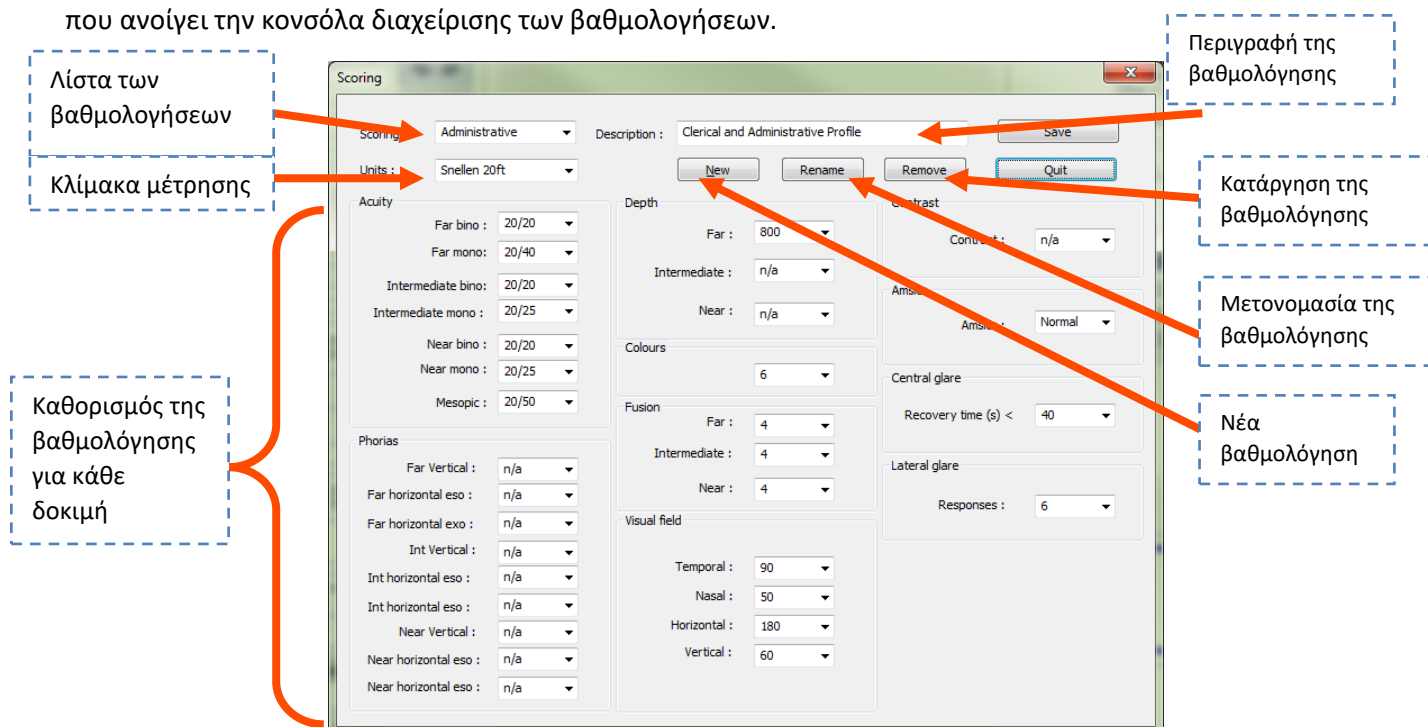 που ανοίγει την κονσόλα διαχείρισης των βαθμολογήσεων.
Λίστα των
βαθμολογήσεων
Κλίμακα μέτρησης
Καθορισμός της
βαθμολόγησης
για κάθε
δοκιμή
Περιγραφή της
βαθμολόγησης
Κατάργηση της
βαθμολόγησης
Μετονομασία της
βαθμολόγησης
Νέα
βαθμολόγηση
Scoring
Scoring Administrative Description : Clerical and Administrative Profile Save
Units : Snellen 20ft New Rename Remove Quit
Acuity
Far bino : 20/20
Far mono: 20/40
Intermediate bino: 20/20
Intermediate mono : 20/25
Near bino : 20/20
Near mono : 20/25
Mesopic : 20/50
Phorias
Far Vertical : n/a
Far horizontal eso : n/a
Far horizontal exo : n/a
Int Vertical : n/a
Int horizontal eso : n/a
Int horizontal eso : n/a
Near Vertical : n/a
Near horizontal eso : n/a
Near horizontal eso : n/a
Depth
Far : 800
Intermediate : n/a
Near : n/a
Colours
6
Fusion
Far : 4
Intermediate : 4
Near : 4
Visual field
Temporal : 90
Nasal : 50
Horizontal : 180
Vertical : 60
Contrast
Contrast : n/a
Amsler
Amsler : Normal
Central glare
Recovery time (s) < 40
Lateral glare
Responses : 6